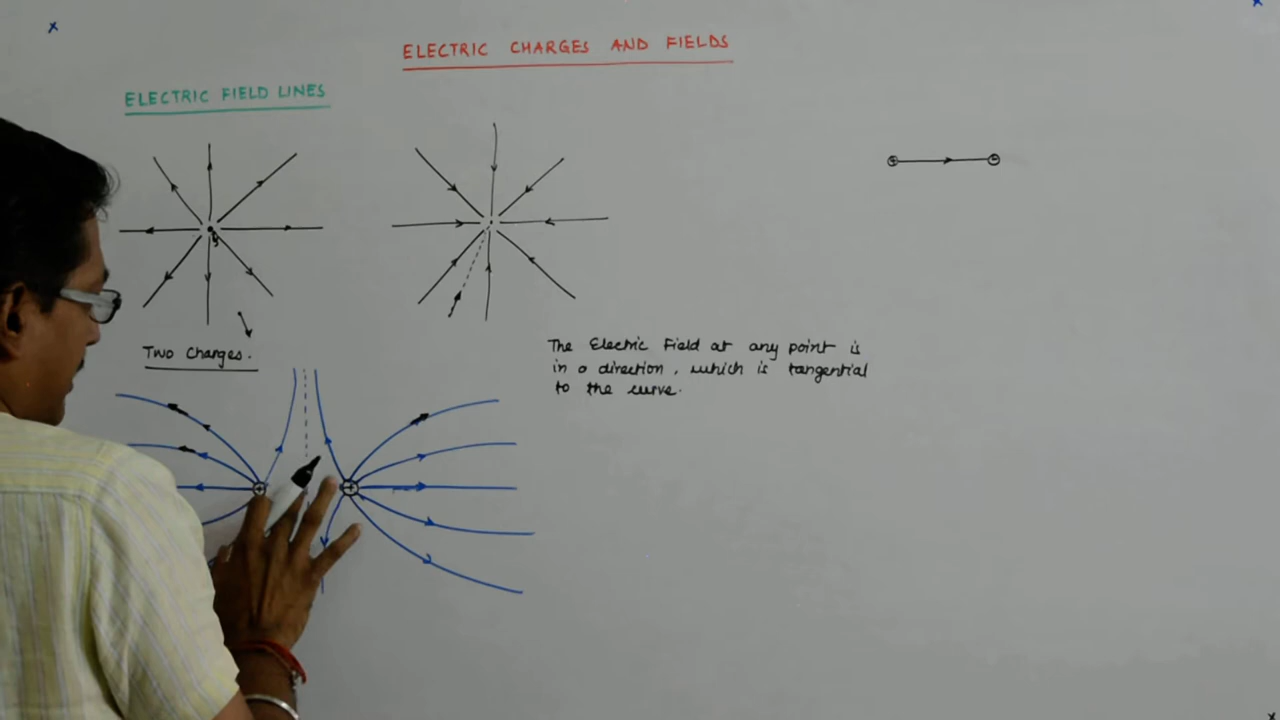 ELECTRIC CHARGES AND FIELDS
ELECTRIC FIELD LINES
Two Charges.
The Electric Field at any point is
in a direction, which is tangential
to the curve.